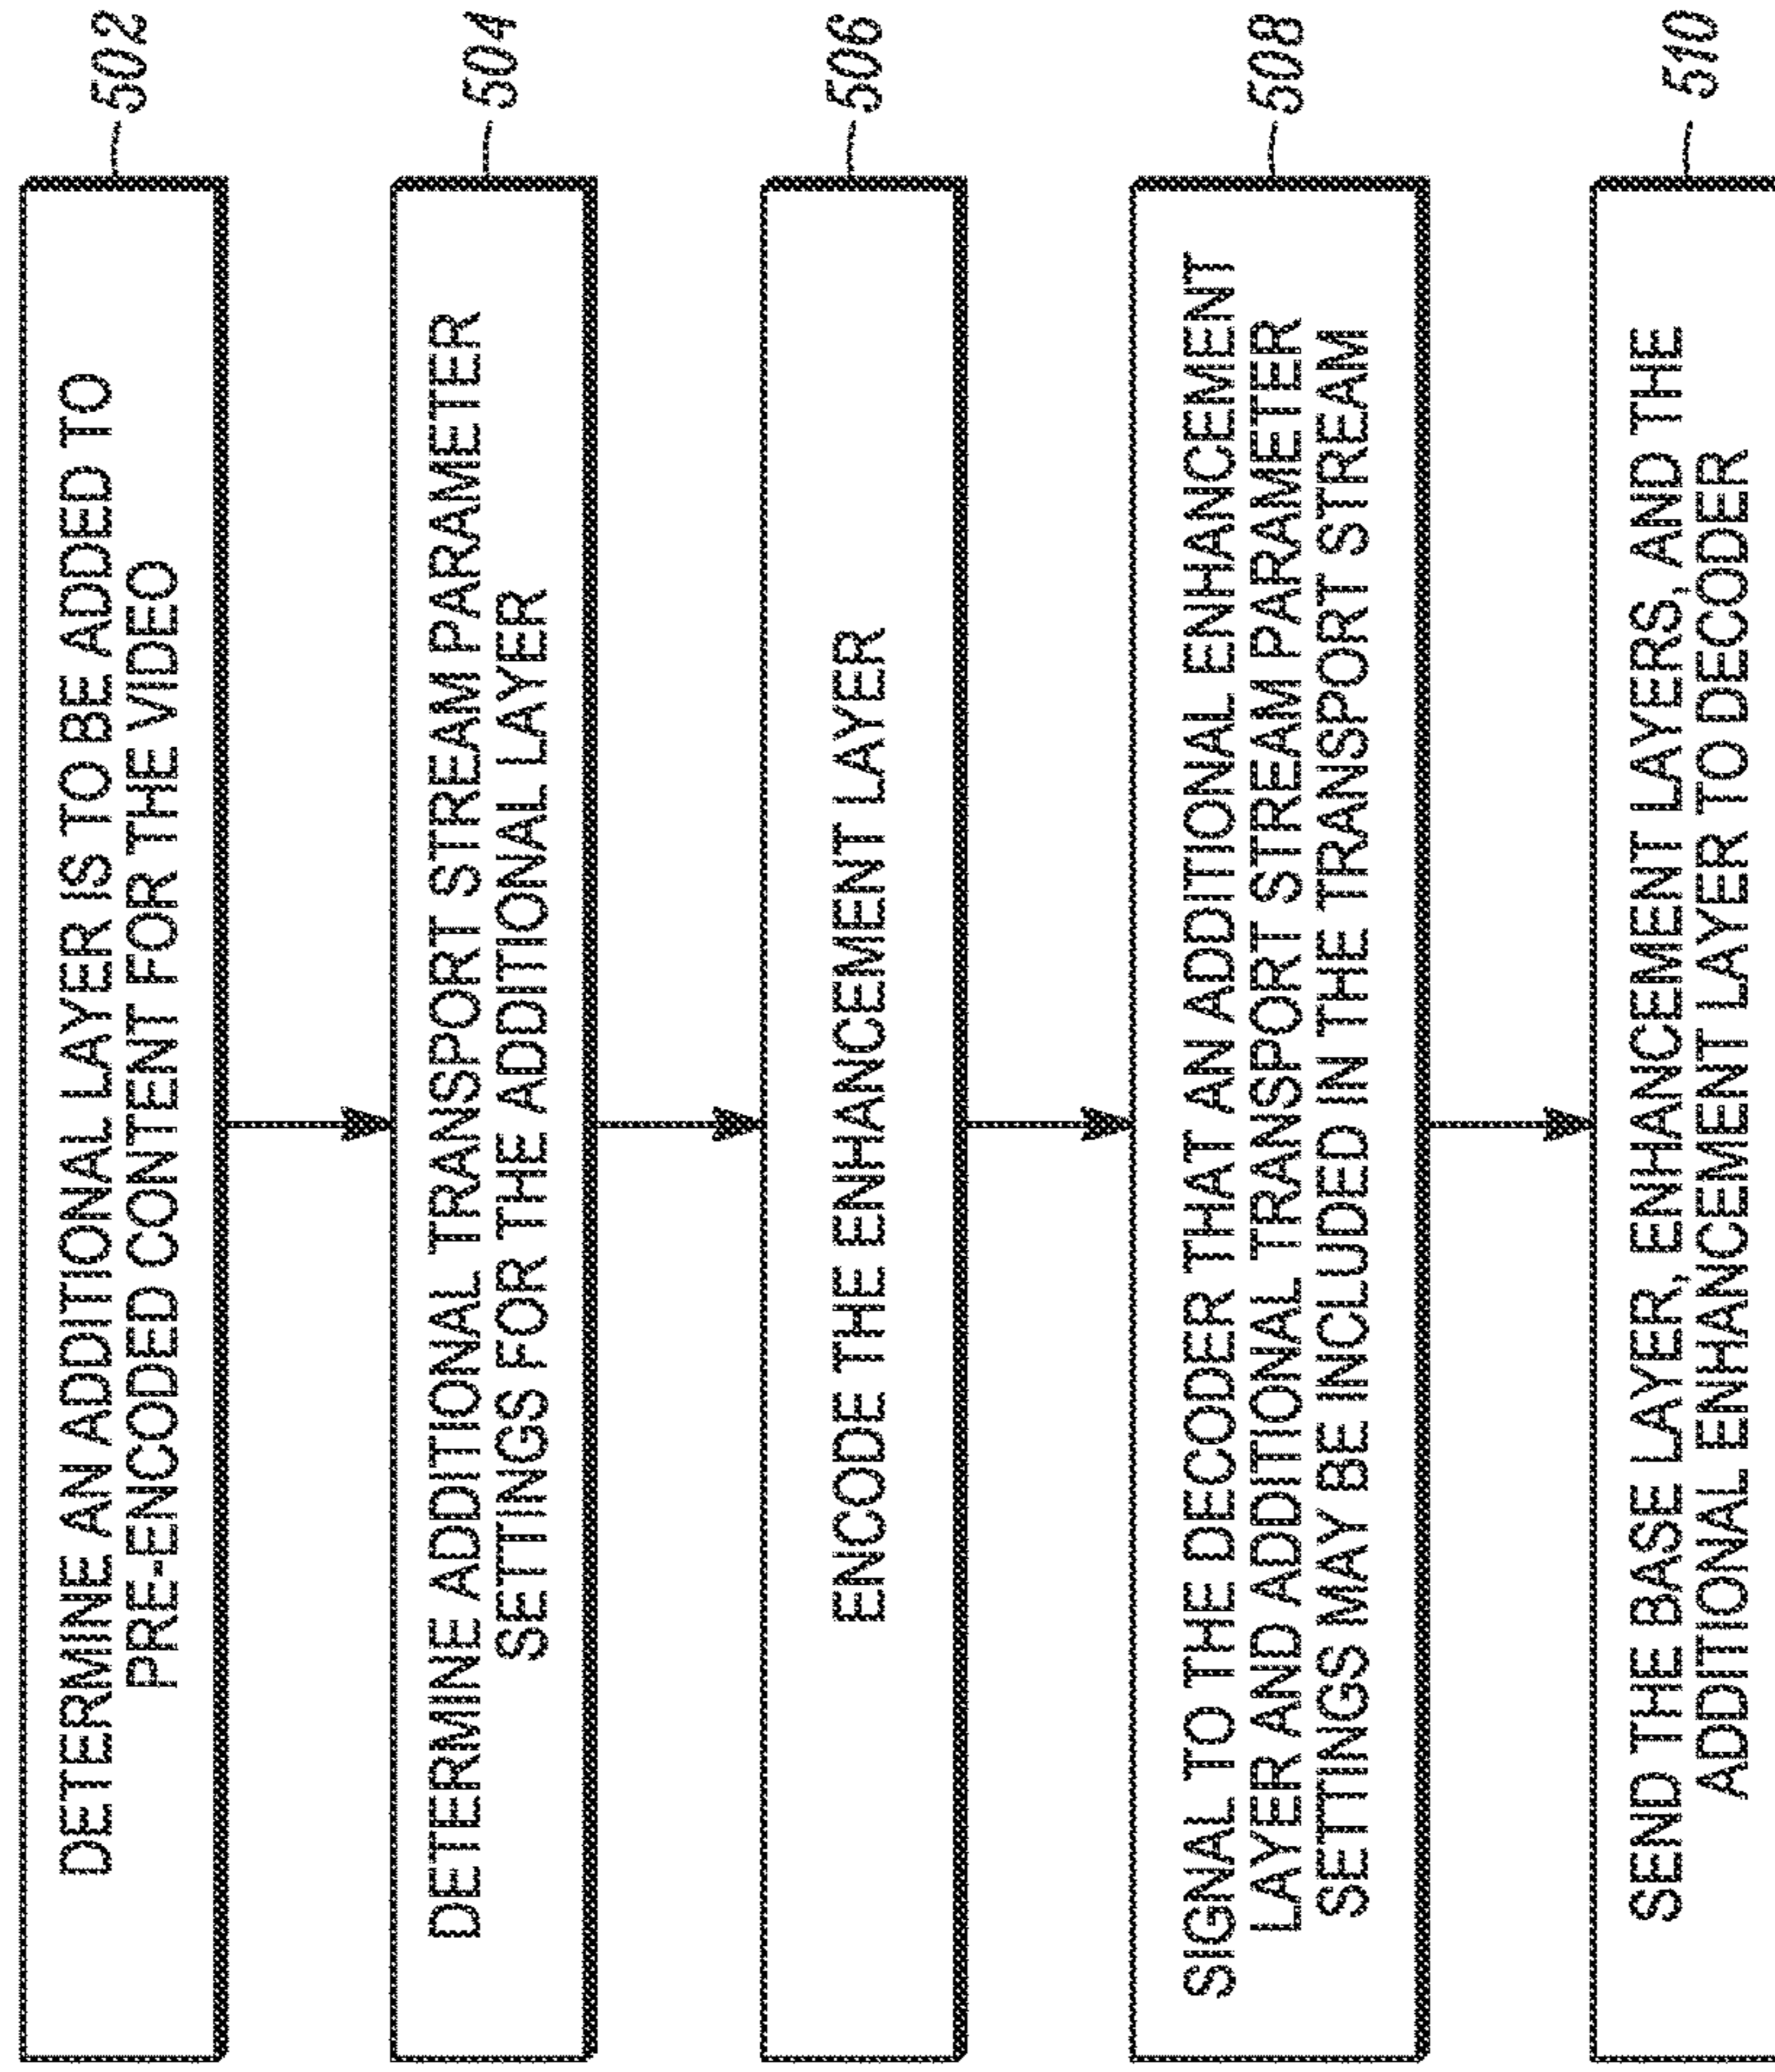 DETERMINE AN ADDITIONAL LAYER IS TO BE ADDED TO
PRE-ENCODED CONTENT FOR THE VIDEO
502
DETERMINE ADDITIONAL TRANSPORT STREAM PARAMETER
SETTINGS FOR THE ADDITIONAL LAYER
504
ENCODE THE ENHANCEMENT LAYER
506
SIGNAL TO THE DECODER THAT AN ADDITIONAL ENHANCEMENT
LAYER AND ADDITIONAL TRANSPORT STREAM PARAMETER
SETTINGS MAY BE INCLUDED IN THE TRANSPORT STREAM
508
SEND THE BASE LAYER, ENHANCEMENT LAYERS, AND THE
ADDITIONAL ENHANCEMENT LAYER TO DECODER
510